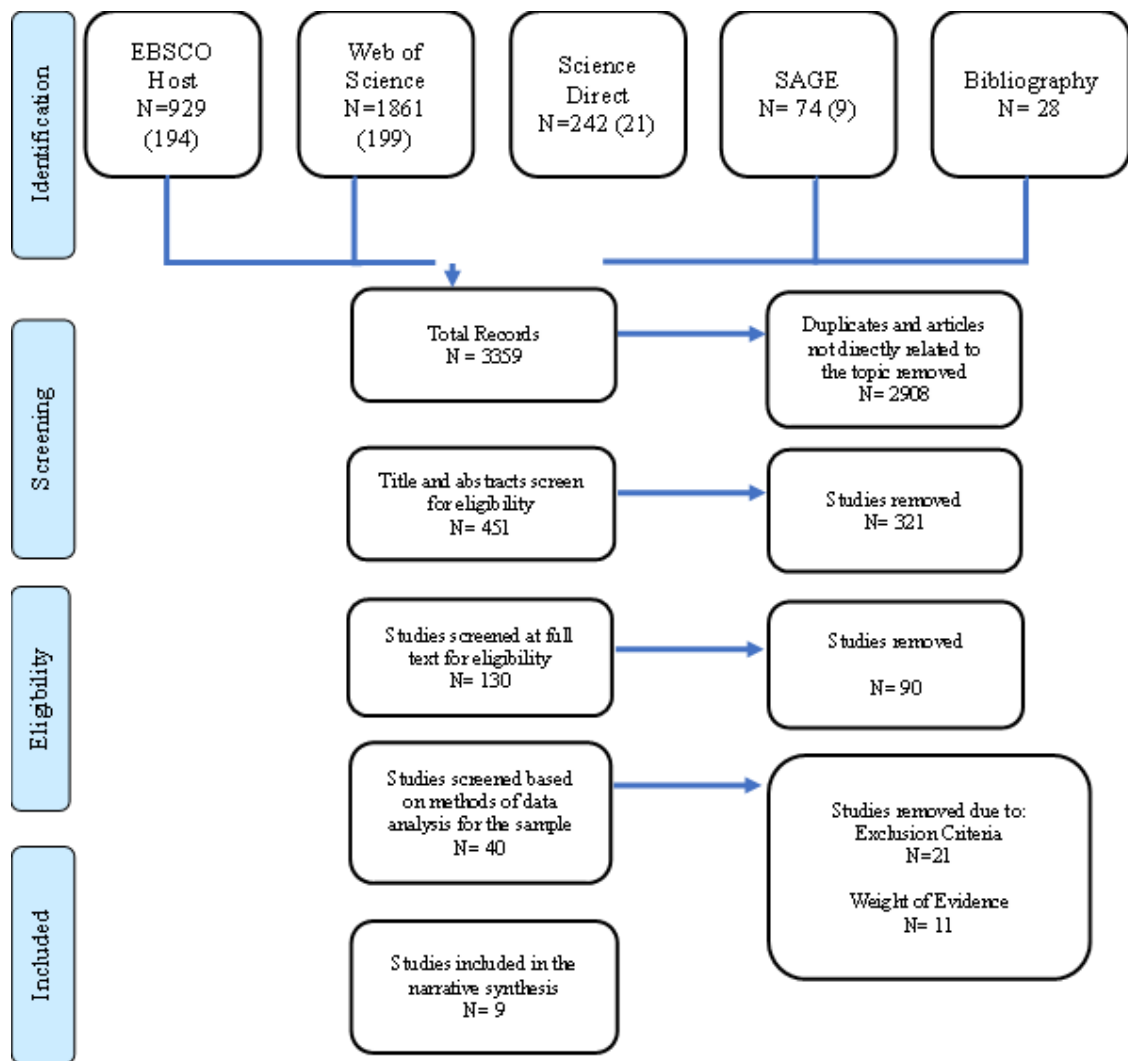 Identification
EBSCO
Host
N=929
(194)
Web of
Science
N=1861
(199)
Science
Direct
N=242 (21)
SAGE
N= 74 (9)
Bibliography
N= 28
Screening
Total Records
N = 3359
Duplicates and articles
not directly related to
the topic removed
N= 2908
Title and abstracts screen
for eligibility
N= 451
Studies removed
N= 321
Eligibility
Studies screened at full
text for eligibility
N= 130
Studies removed
N= 90
Studies screened based
on methods of data
analysis for the sample
N= 40
Studies removed due to:
Exclusion Criteria
N=21
Weight of Evidence
N= 11
Included
Studies included in the
narrative synthesis
N= 9